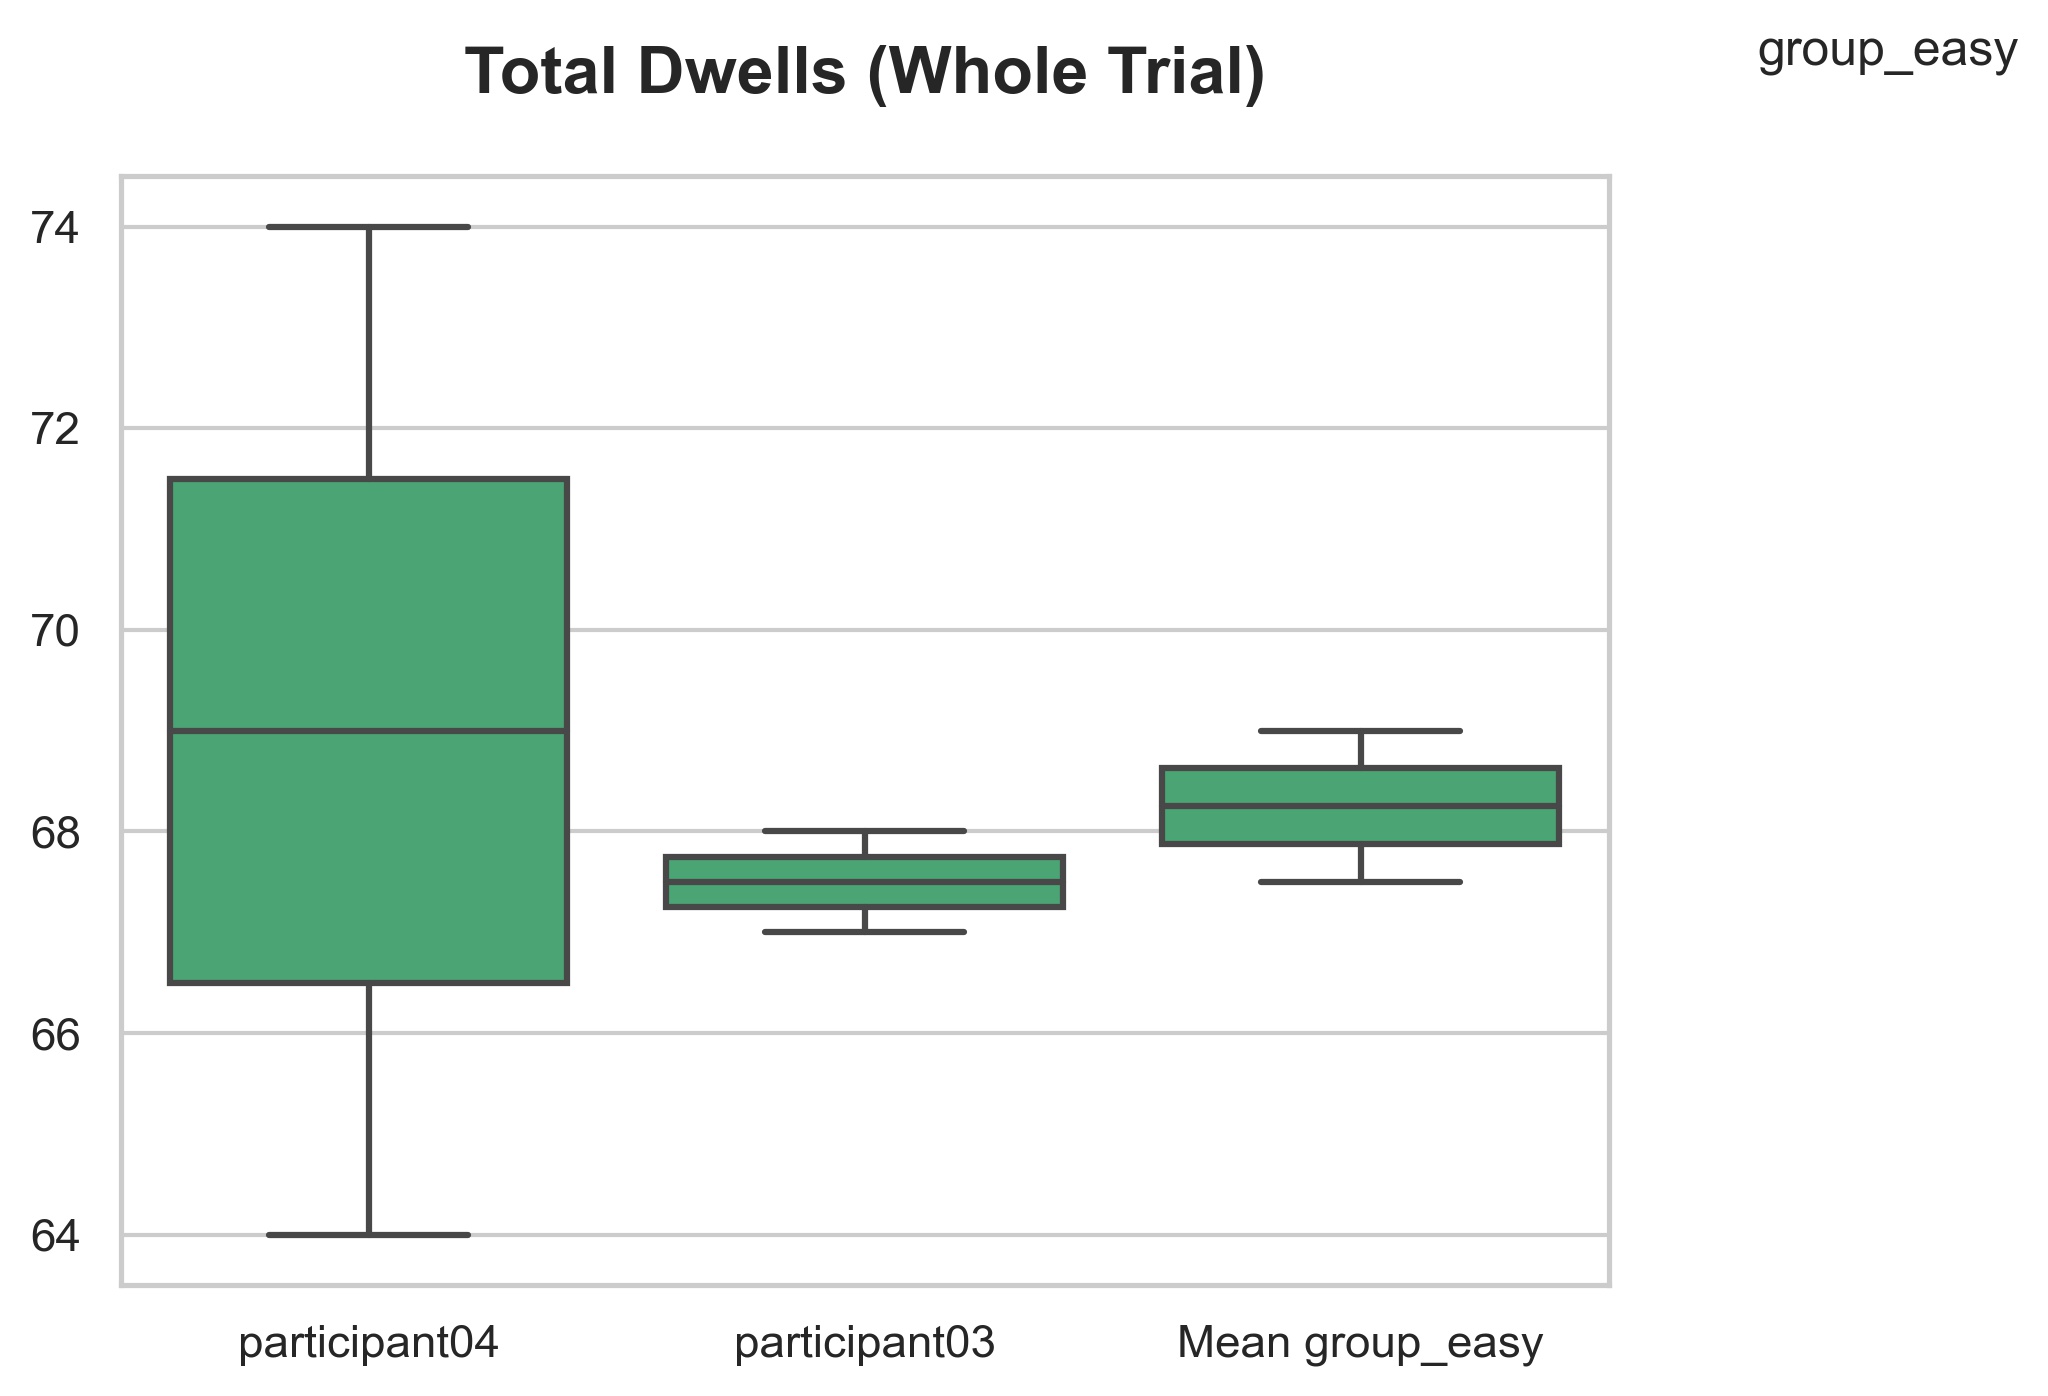 Total Dwells (Whole Trial)
group_easy
74
72
70
68
66
64
participant04
participant03
Mean group_easy